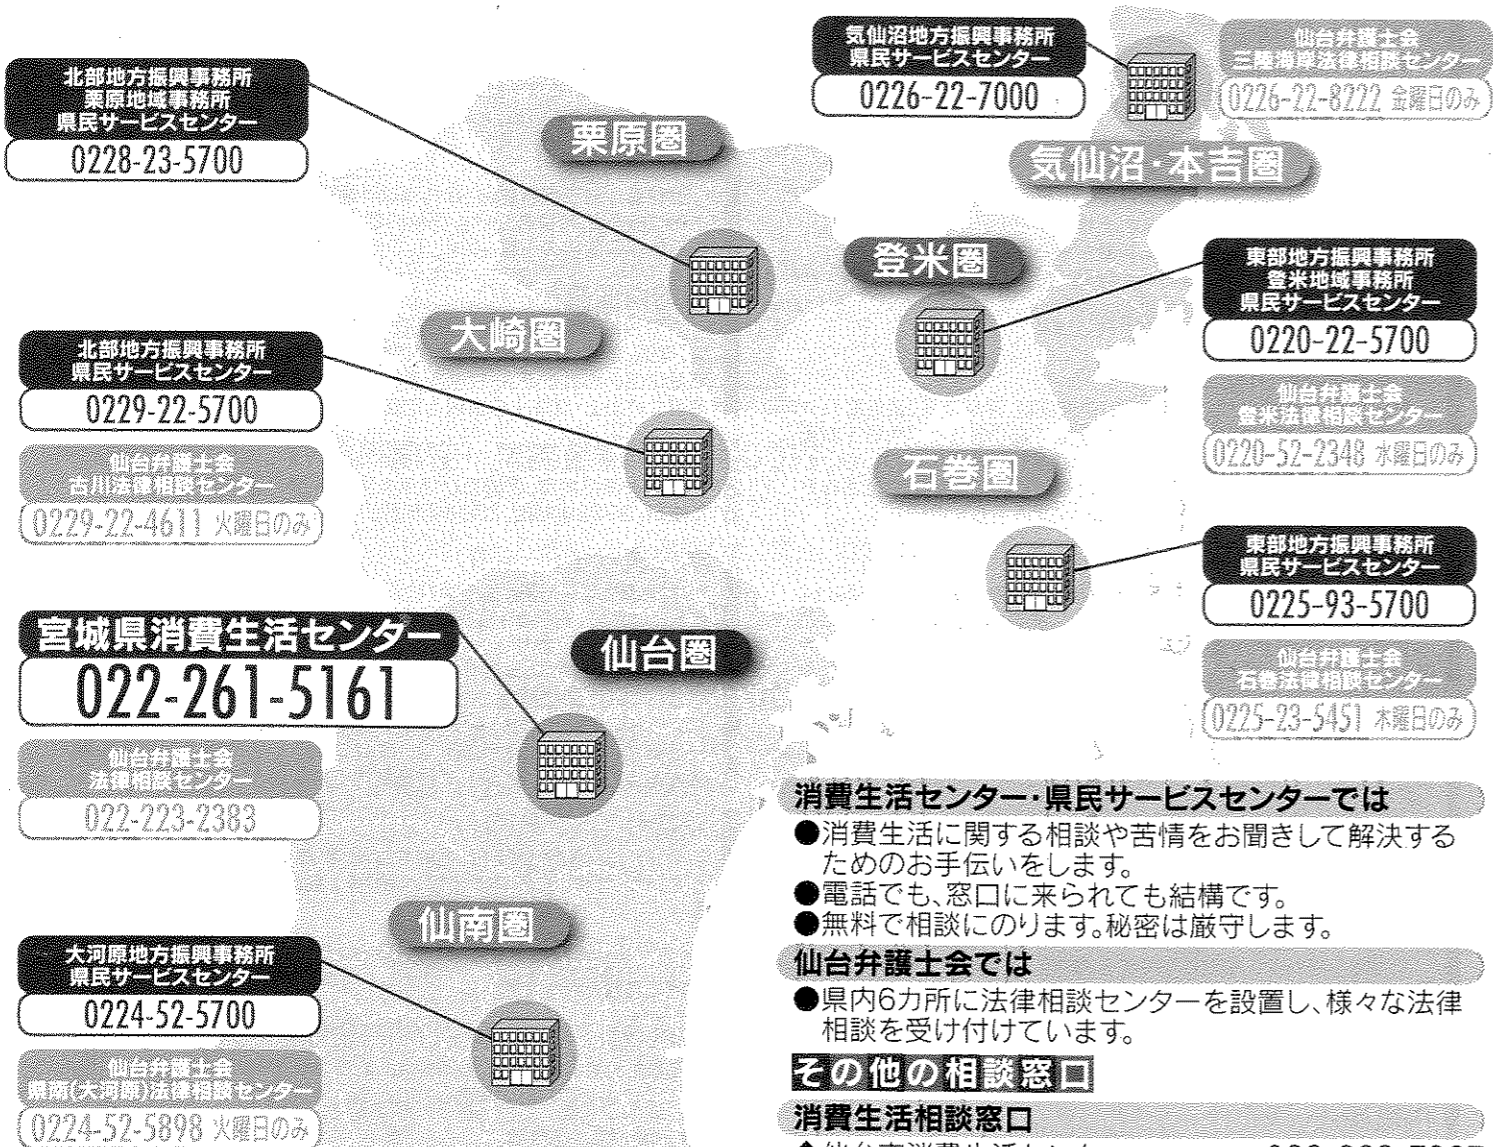 北部地方振興事務所
栗原地域事務所
県民サービスセンター
0228-23-5700
気仙沼地方振興事務所
県民サービスセンター
0226-22-7000
仙台弁護士会
三陸海岸法律相談センター
0226-22-8222 金曜日のみ
栗原圏
気仙沼・本吉圏
登米圏
東部地方振興事務所
登米地域事務所
県民サービスセンター
0220-22-5700
仙台弁護士会
登米法律相談センター
0220-52-2348 水曜日のみ
大崎圏
北部地方振興事務所
県民サービスセンター
0229-22-5700
仙台弁護士会
古川法律相談センター
0229-22-4611 火曜日のみ
石巻圏
東部地方振興事務所
県民サービスセンター
0225-93-5700
仙台弁護士会
石巻法律相談センター
0225-23-5451 木曜日のみ
宮城県消費生活センター
022-261-5161
仙台圏
仙台弁護士会
法律相談センター
022-223-2383
仙南圏
大河原地方振興事務所
県民サービスセンター
0224-52-5700
仙台弁護士会
県南(大河原)法律相談センター
0224-52-5898 火曜日のみ
消費生活センター・県民サービスセンターでは
●消費生活に関する相談や苦情をお聞きして解決する
ためのお手伝いをします。
●電話でも、窓口に来られても結構です。
●無料で相談にのります。秘密は厳守します。
仙台弁護士会では
●県内6カ所に法律相談センターを設置し、様々な法律
相談を受け付けています。
その他の相談窓口
消費生活相談窓口